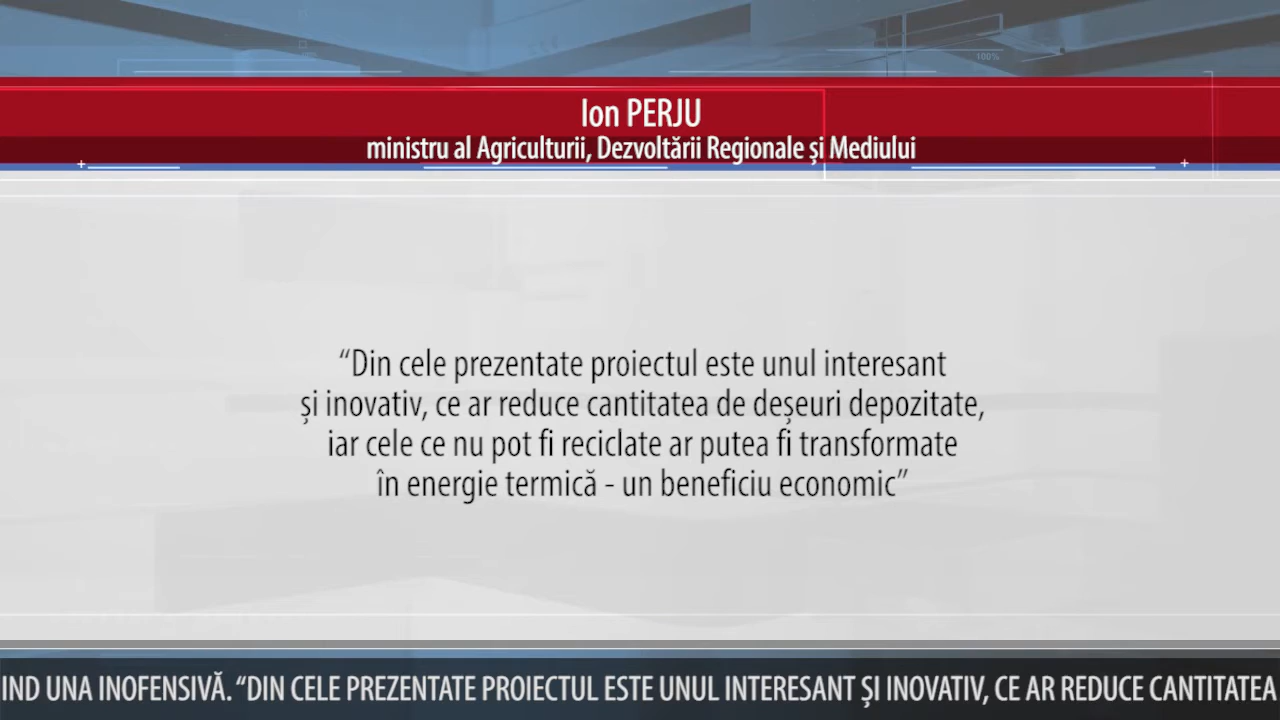 100%
Ion PERJU
ministru al Agriculturii, Dezvoltării Regionale și Mediului
“Din cele prezentate proiectul este unul interesant
și inovativ, ce ar reduce cantitatea de deșeuri depozitate,
iar cele ce nu pot fi reciclate ar putea fi transformate
în energie termică - un beneficiu economic”
IND UNA INOFENSIVĂ. “DIN CELE PREZENTATE PROIECTUL ESTE UNUL INTERESANT ȘI INOVATIV, CE AR REDUCE CANTITATEA